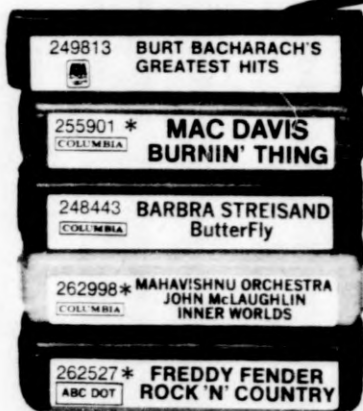 249813 BURT BACHARACH'S
GREATEST HITS
255901 * MAC DAVIS
COLUMBIA BURNIN' THING
248443 BARBRA STREISAND
COLUMBIA ButterFly
262998* MAHAVISHNU ORCHESTRA
JOHN McLAUGHLIN
COLUMBIA INNER WORLDS
262527* FREDDY FENDER
ABC DOT ROCK 'N' COUNTRY